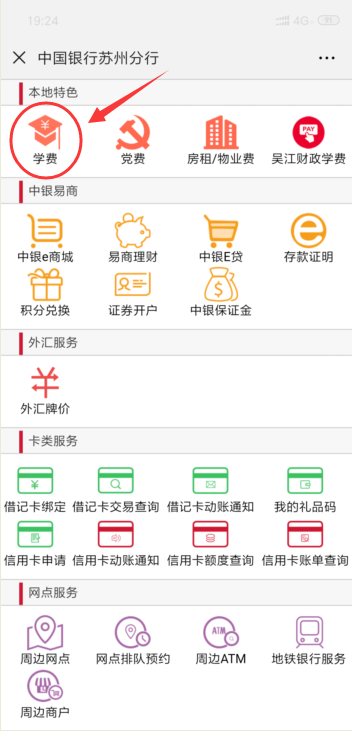 19:24 4G 91
中国银行苏州分行
本地特色
学费 党费 房租/物业费 吴江财政学费
中银易商
中银e商城 易商理财 中银E贷 存款证明
积分兑换 证券开户 中银保证金
外汇服务
外汇牌价
卡类服务
借记卡绑定 借记卡交易查询 借记卡动账通知 我的礼品码
信用卡申请 信用卡动账通知 信用卡额度查询 信用卡账单查询
网点服务
周边网点 网点排队预约 周边ATM 地铁银行服务
周边商户